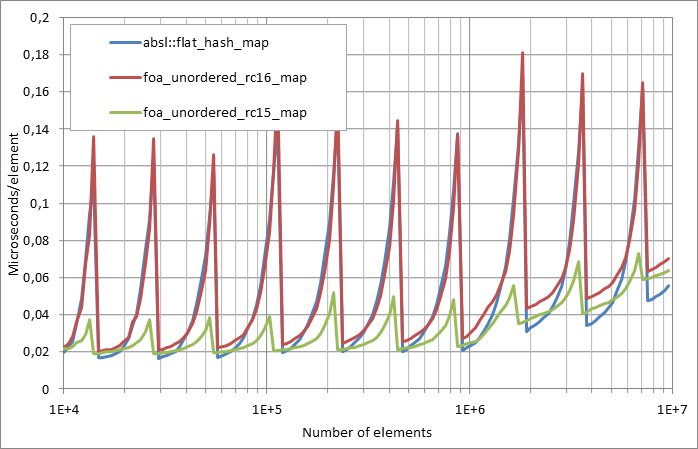 0,2
0,18
0,16
0,14
0,12
0,1
0,08
0,06
0,04
0,02
0
Microseconds/element
absl::flat_hash_map
foa_unordered_rc16_map
foa_unordered_rc15_map
1E+4 1E+5 1E+6 1E+7
Number of elements